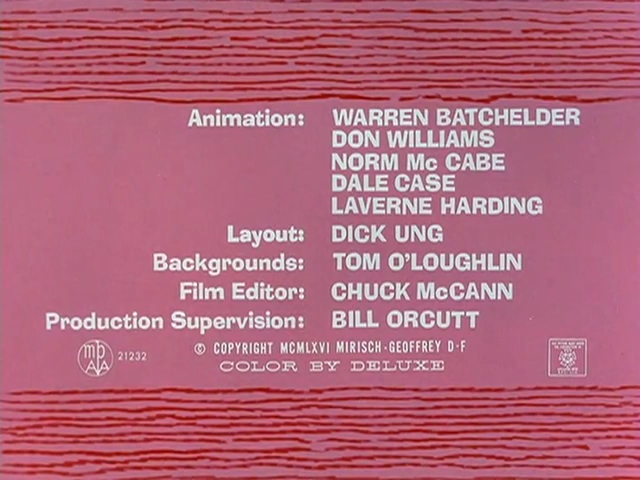 Animation: WARREN BATCHELDER
DON WILLIAMS
NORM Mc CABE
DALE CASE
LAVERNE HARDING
Layout: DICK UNG
Backgrounds: TOM O'LOUGHLIN
Film Editor: CHUCK McCANN
Production Supervision: BILL ORCUTT
mpAA 21232
© COPYRIGHT MCMLXVI MIRISCH-GEOFFREY D-F
COLOR BY DELUXE